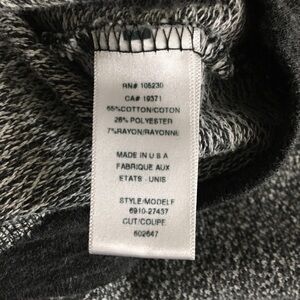 RN# 105230
CA# 19371
65%COTTON/COTON
28% POLYESTER
7%RAYON/RAYONNE
MADE IN U S A
FABRIQUE AUX
ETATS - UNIS
STYLE/MODELF
6910-27437
CUT/COUPE
602647